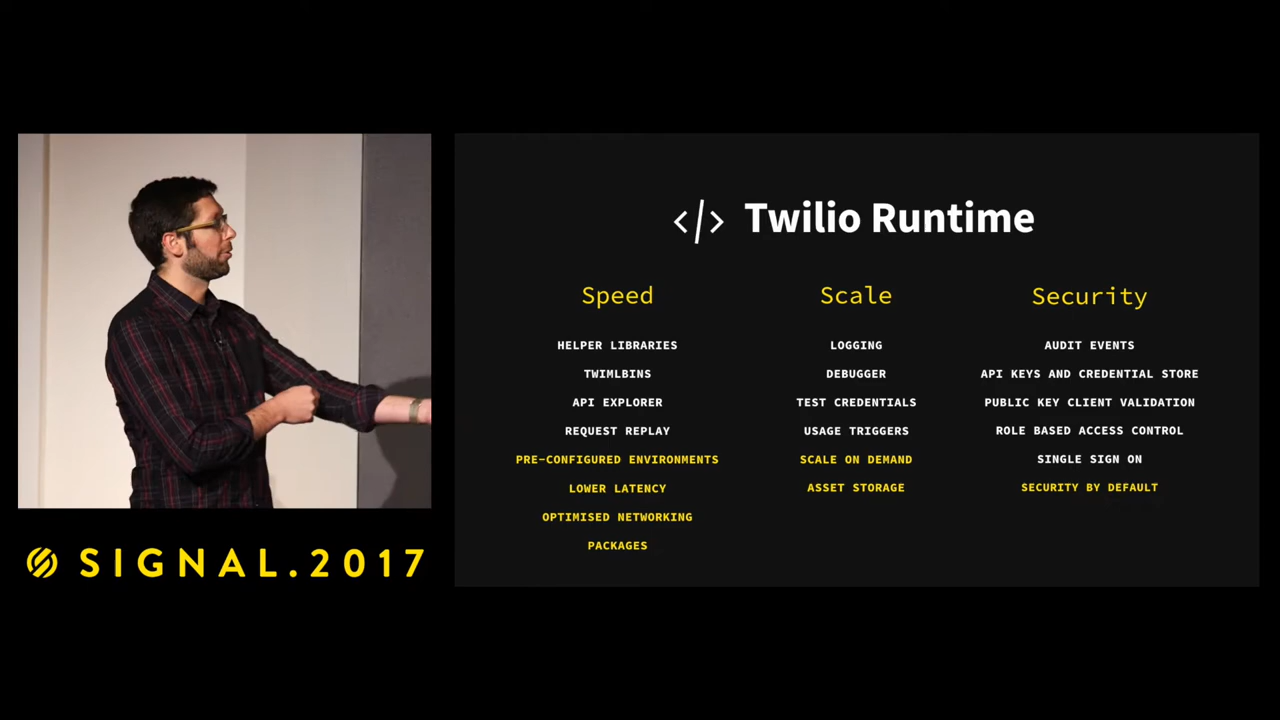 </> Twilio Runtime
Speed
HELPER LIBRARIES
TWIMLBINS
API EXPLORER
REQUEST REPLAY
PRE-CONFIGURED ENVIRONMENTS
LOWER LATENCY
OPTIMISED NETWORKING
PACKAGES
Scale
LOGGING
DEBUGGER
TEST CREDENTIALS
USAGE TRIGGERS
SCALE ON DEMAND
ASSET STORAGE
Security
AUDIT EVENTS
API KEYS AND CREDENTIAL STORE
PUBLIC KEY CLIENT VALIDATION
ROLE BASED ACCESS CONTROL
SINGLE SIGN ON
SECURITY BY DEFAULT
SIGNAL.2017